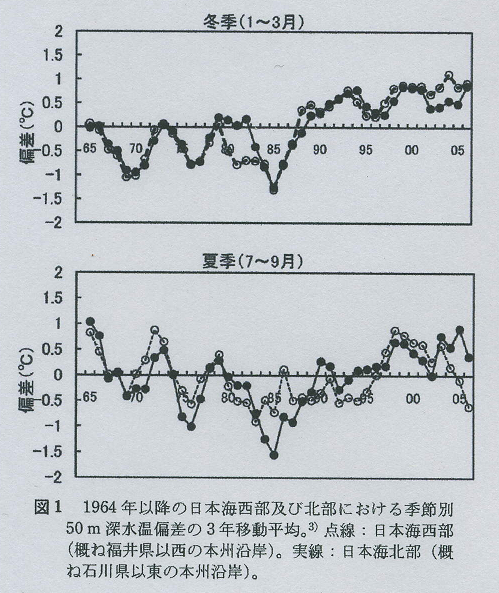 冬季(1～3月)
2
1.5
1
0.5
0
-0.5
-1
-1.5
-2
偏差(℃)
65 70 75 80 85 90 95 00 05
夏季(7～9月)
2
1.5
1
0.5
0
-0.5
-1
-1.5
-2
偏差(℃)
65 70 75 80 85 90 95 00 05
図1 1964年以降の日本海西部及び北部における季節別
50m深水温偏差の3年移動平均。3) 点線：日本海西部
(概ね福井県以西の本州沿岸)。実線：日本海北部（概
ね石川県以東の本州沿岸)。